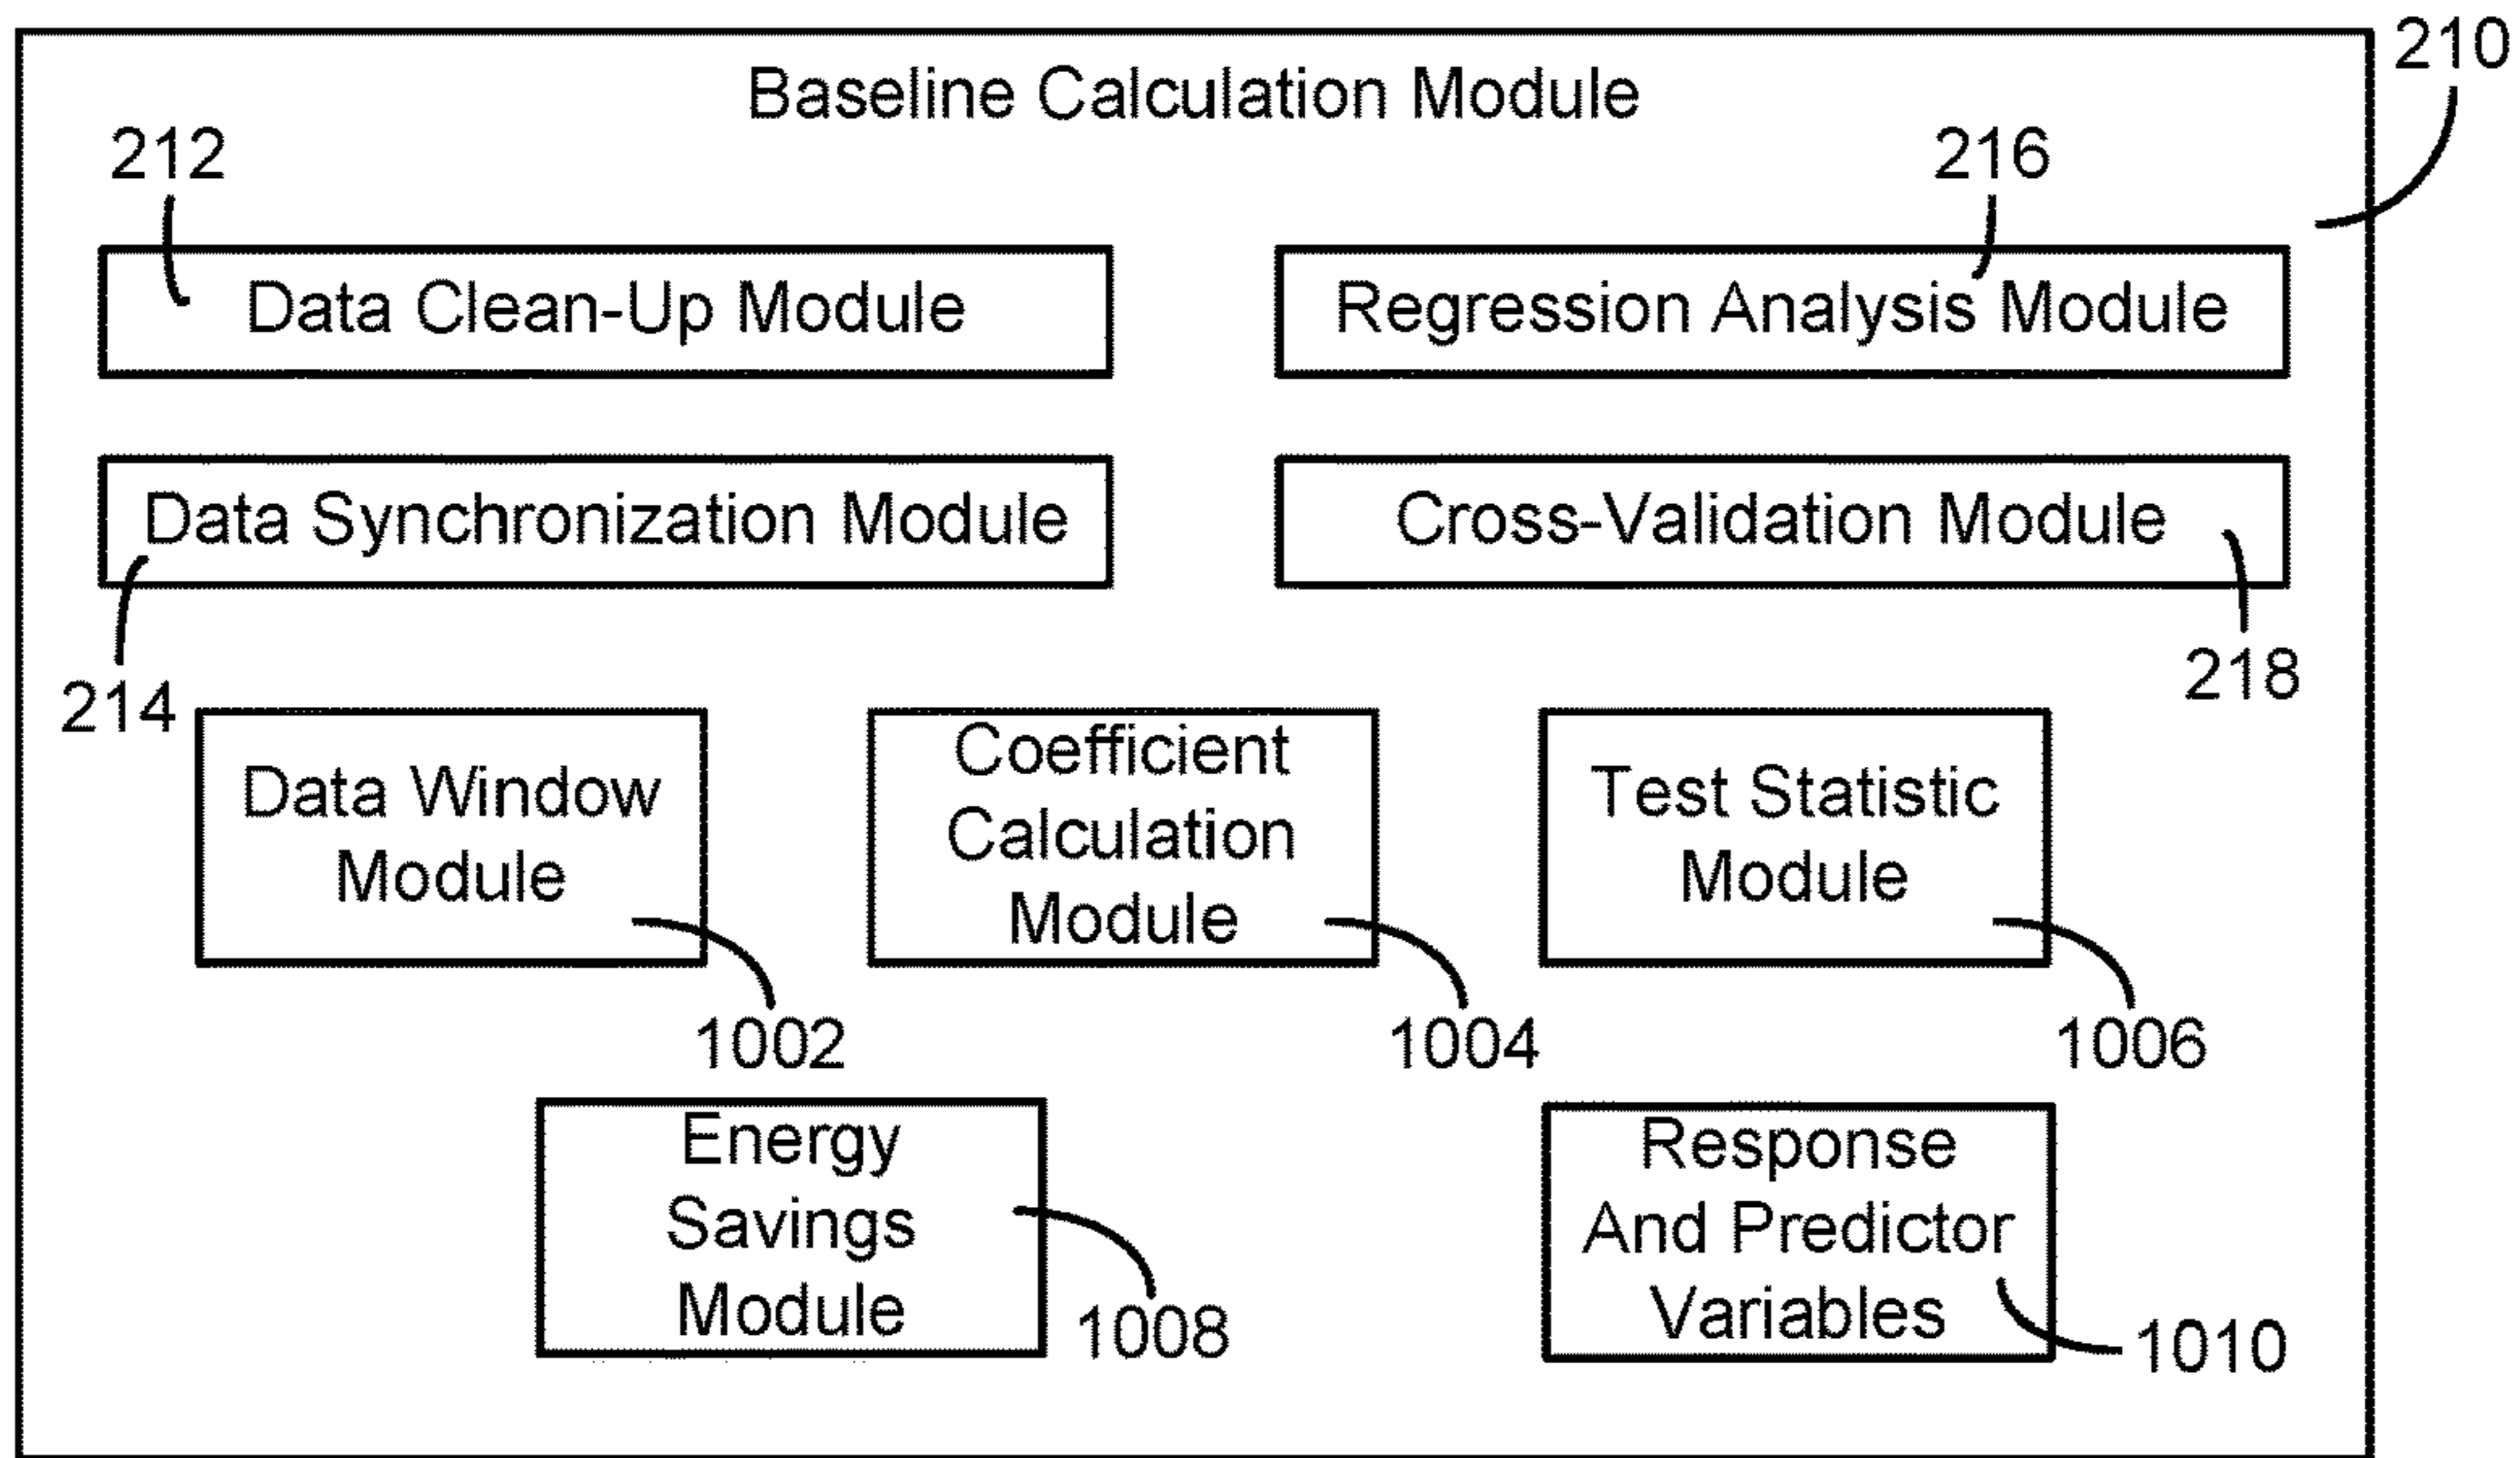 210
Baseline Calculation Module
212
216
Data Clean-Up Module
Regression Analysis Module
Data Synchronization Module
Cross-Validation Module
214
218
Data Window
Module
Coefficient
Calculation
Module
Test Statistic
Module
1002
1004
1006
Energy
Savings
Module
1008
Response
And Predictor
Variables
1010